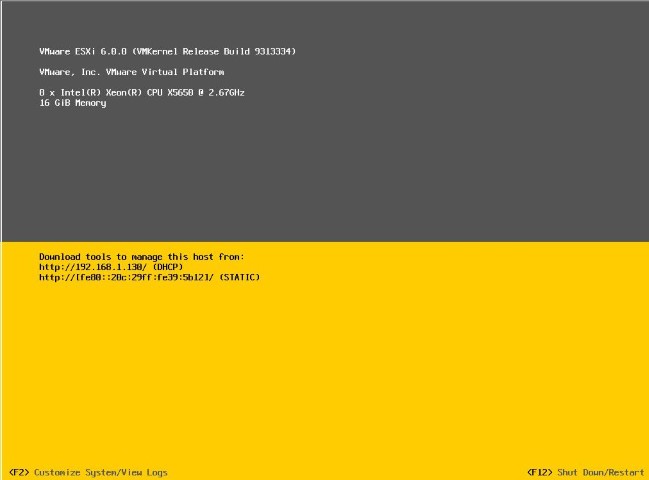 VMware ESXi 6.0.0 (VMKernel Release Build 9313334)
VMware, Inc. VMware Virtual Platform
8 x Intel(R) Xeon(R) CPU X5650 @ 2.67GHz
16 GiB Memory
Download tools to manage this host from:
http://192.168.1.130/ (DHCP)
http://[fe80::20c:29ff:fe39:5b12]/ (STATIC)
<F2> Customize System/View Logs
<F12> Shut Down/Restart